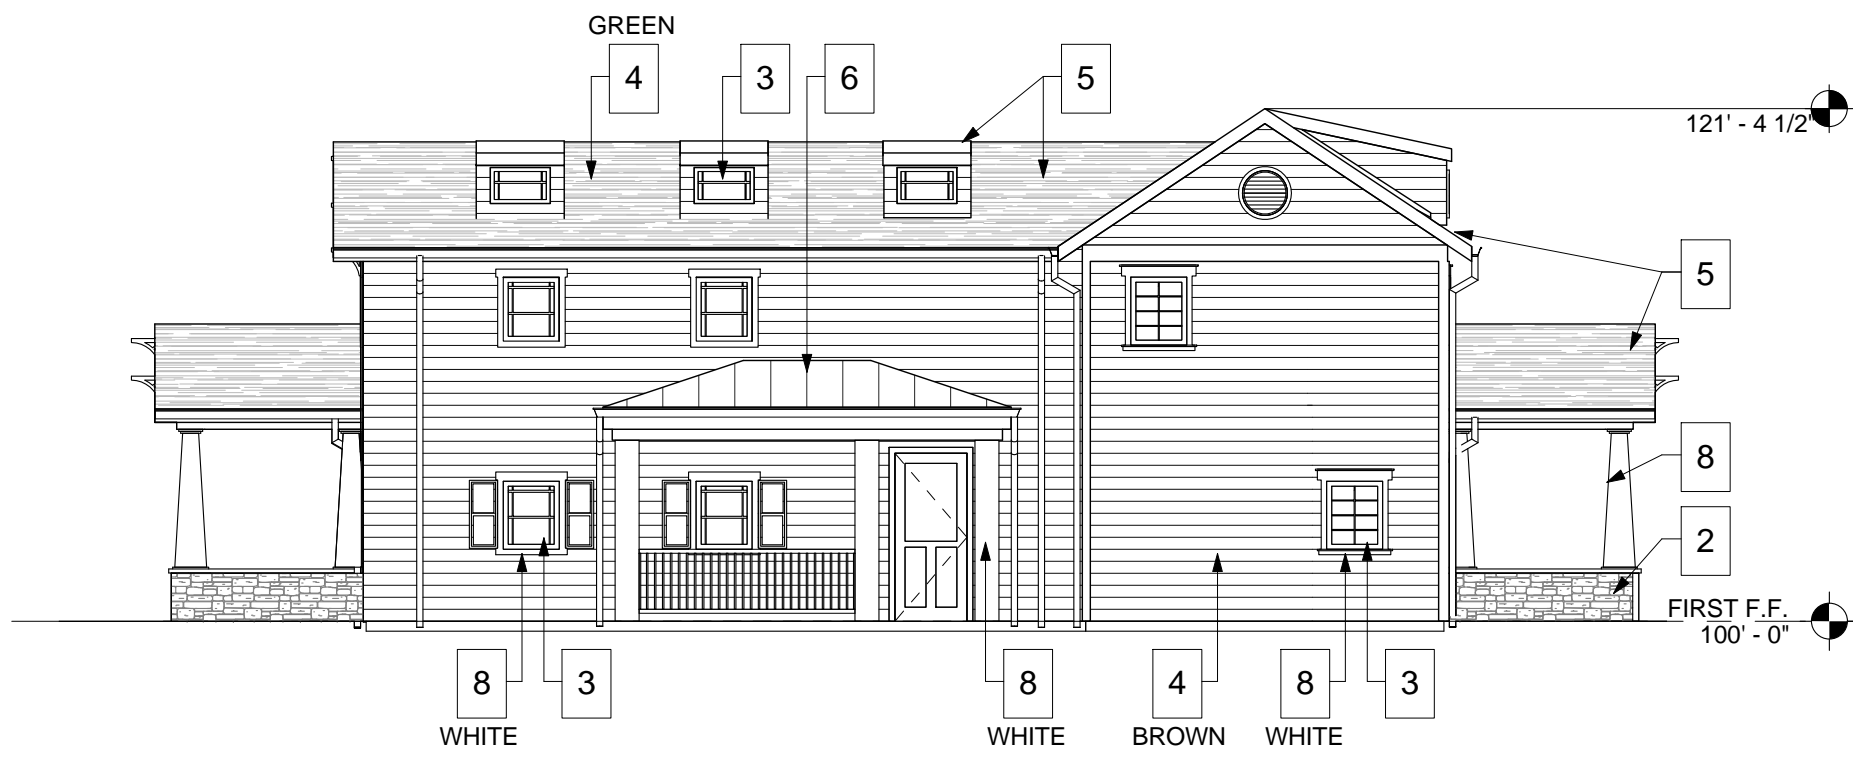 GREEN
4 3 6 5
121' - 4 1/2"
5
8
2
FIRST F.F.
100' - 0"
8 3 8 4 8 3
WHITE WHITE BROWN WHITE